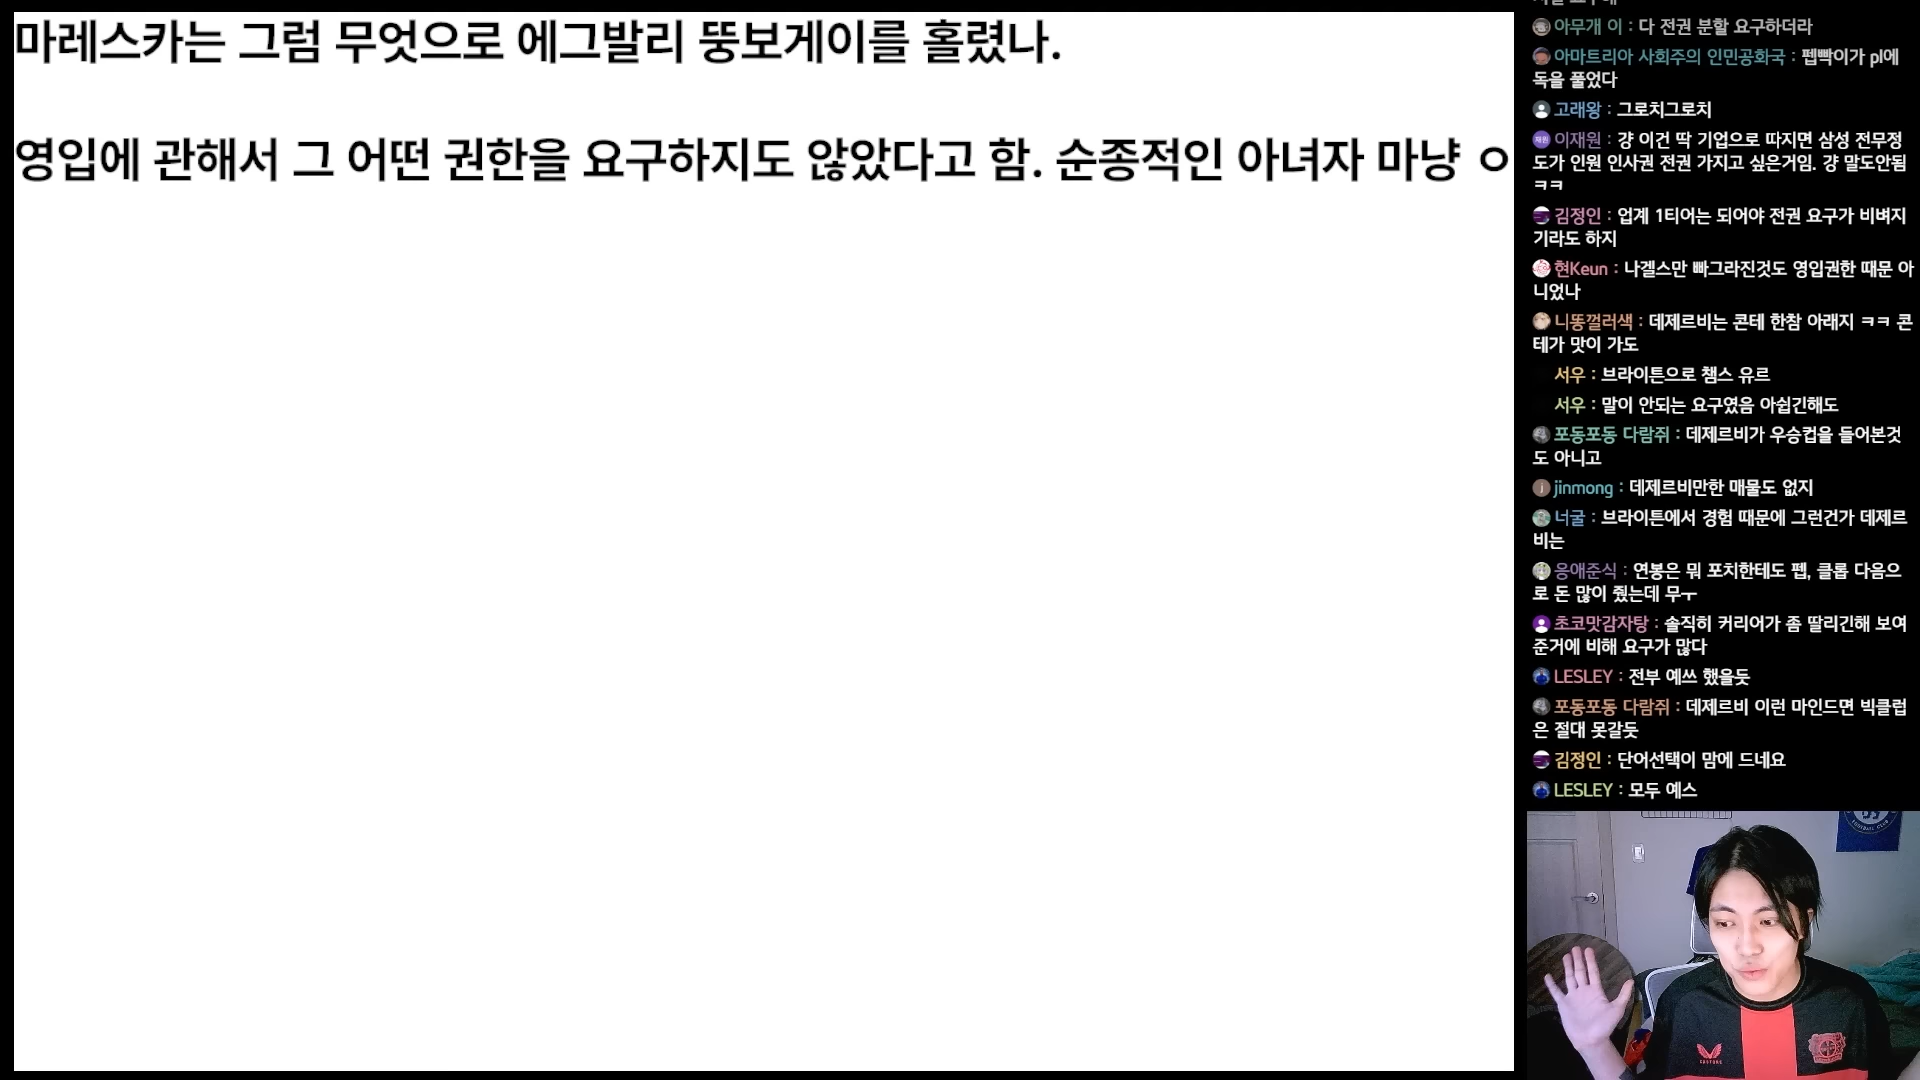 마레스카는 그럼 무엇으로 에그발리 뚱보게이를 홀렸나.
영입에 관해서 그 어떤 권한을 요구하지도 않았다고 함. 순종적인 아녀자 마냥 ㅇ
아무개 이 : 다 전권 분할 요구하더라
아마트리아 사회주의 인민공화국 : 펩빡이가 pl에
독을 풀었다
고래왕 : 그로치그로치
이재원 : 걍 이건 딱 기업으로 따지면 삼성 전무정
도가 인원 인사권 전권 가지고 싶은거임. 걍 말도안됨
ㅋㅋ
김정인 : 업계 1티어는 되어야 전권 요구가 비벼지
기라도 하지
현Keun : 나겔스만 빠그라진것도 영입권한 때문 아
니었나
니똥껄러색 : 데제르비는 콘테 한참 아래지 ㅋㅋ 콘
테가 맛이 가도
서우 : 브라이튼으로 챔스 유르
서우 : 말이 안되는 요구였음 아쉽긴해도
포동포동 다람쥐 : 데제르비가 우승컵을 들어본것
도 아니고
jinmong : 데제르비만한 매물도 없지
너굴 : 브라이튼에서 경험 때문에 그런건가 데제르
비는
응애준식 : 연봉은 뭐 포치한테도 펩, 클롭 다음으
로 돈 많이 줬는데 무ㅜ
초코맛감자탕 : 솔직히 커리어가 좀 딸리긴해 보여
준거에 비해 요구가 많다
LESLEY : 전부 예쓰 했을듯
포동포동 다람쥐 : 데제르비 이런 마인드면 빅클럽
은 절대 못갈듯
김정인 : 단어선택이 맘에 드네요
LESLEY : 모두 예스